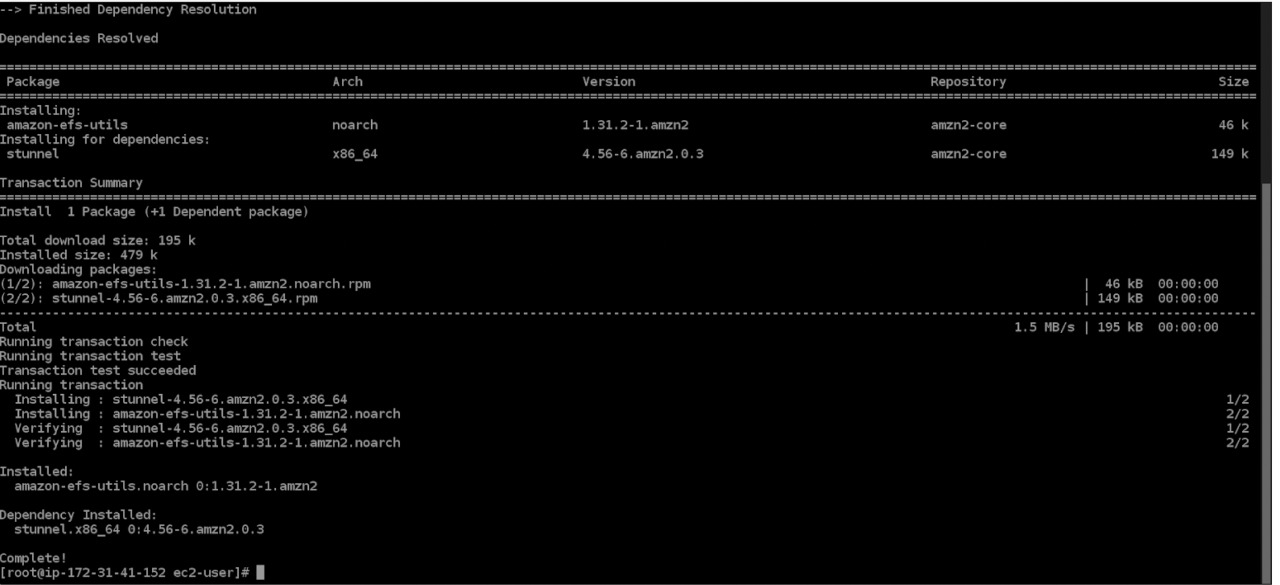 --> Finished Dependency Resolution
Dependencies Resolved
================================================================================
Package Arch Version Repository Size
================================================================================
Installing:
amazon-efs-utils noarch 1.31.2-1.amzn2 amzn2-core 46 k
Installing for dependencies:
stunnel x86_64 4.56-6.amzn2.0.3 amzn2-core 149 k
Transaction Summary
================================================================================
Install 1 Package (+1 Dependent package)
Total download size: 195 k
Installed size: 479 k
Downloading packages:
(1/2): amazon-efs-utils-1.31.2-1.amzn2.noarch.rpm | 46 kB 00:00:00
(2/2): stunnel-4.56-6.amzn2.0.3.x86_64.rpm | 149 kB 00:00:00
--------------------------------------------------------------------------------
Total 1.5 MB/s | 195 kB 00:00:00
Running transaction check
Running transaction test
Transaction test succeeded
Running transaction
Installing : stunnel-4.56-6.amzn2.0.3.x86_64 1/2
Installing : amazon-efs-utils-1.31.2-1.amzn2.noarch 2/2
Verifying : stunnel-4.56-6.amzn2.0.3.x86_64 1/2
Verifying : amazon-efs-utils-1.31.2-1.amzn2.noarch 2/2
Installed:
amazon-efs-utils.noarch 0:1.31.2-1.amzn2
Dependency Installed:
stunnel.x86_64 0:4.56-6.amzn2.0.3
Complete!
[root@ip-172-31-41-152 ec2-user]#